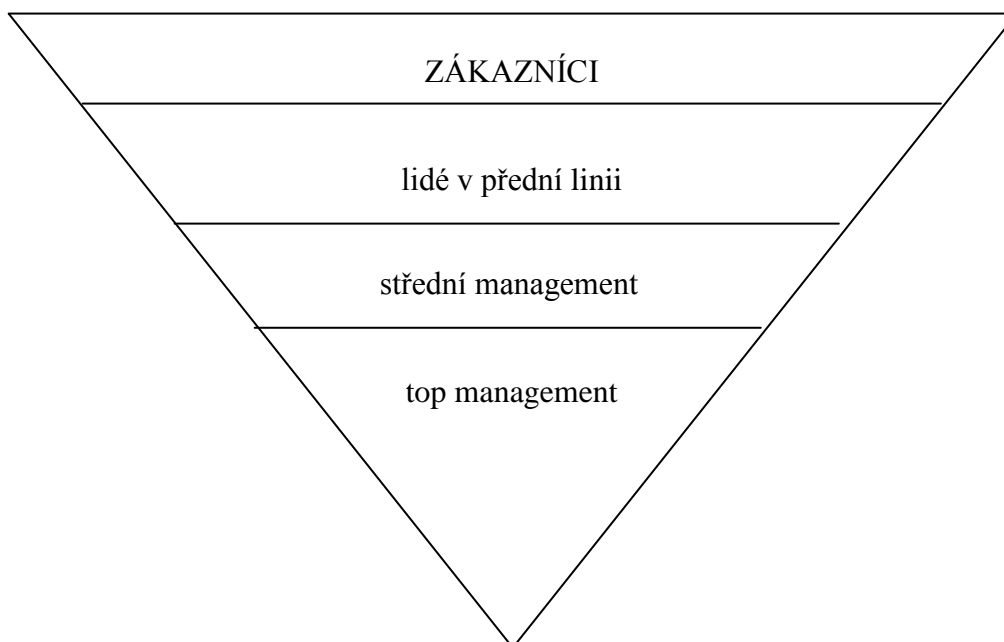 ZÁKAZNÍCI
lidé v přední linii
střední management
top management